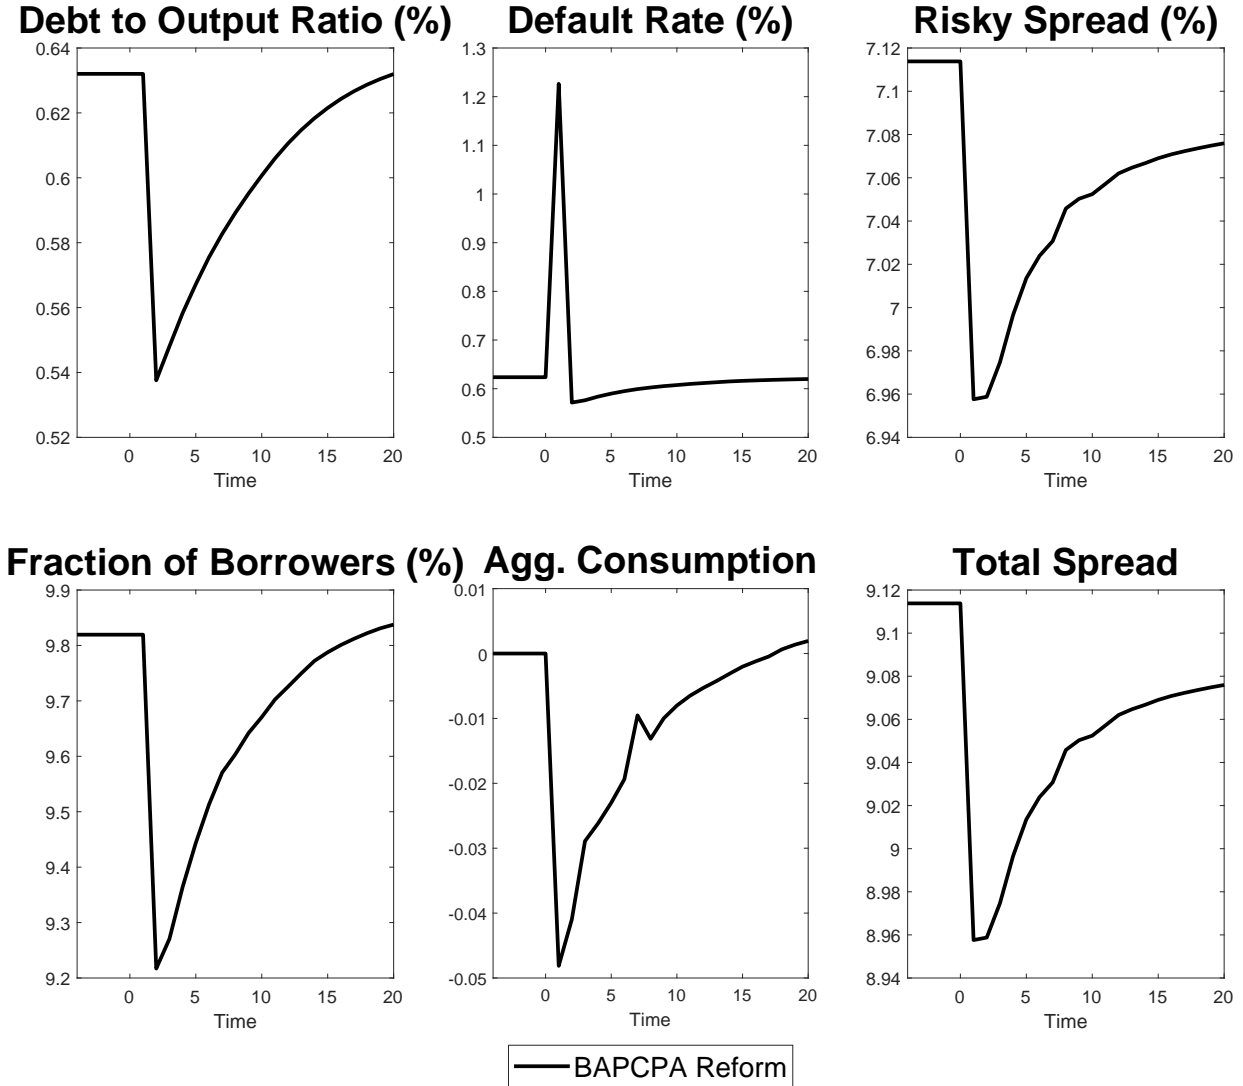 Debt to Output Ratio (%)
0.64
0.62
0.6
0.58
0.56
0.54
0.52
0 5 10 15 20
Time
Default Rate (%)
1.3
1.2
1.1
1
0.9
0.8
0.7
0.6
0.5
0 5 10 15 20
Time
Risky Spread (%)
7.12
7.1
7.08
7.06
7.04
7.02
7
6.98
6.96
6.94
0 5 10 15 20
Time
Fraction of Borrowers (%)
9.9
9.8
9.7
9.6
9.5
9.4
9.3
9.2
0 5 10 15 20
Time
Agg. Consumption
0.01
0
-0.01
-0.02
-0.03
-0.04
-0.05
0 5 10 15 20
Time
Total Spread
9.12
9.1
9.08
9.06
9.04
9.02
9
8.98
8.96
8.94
0 5 10 15 20
Time
BAPCPA Reform